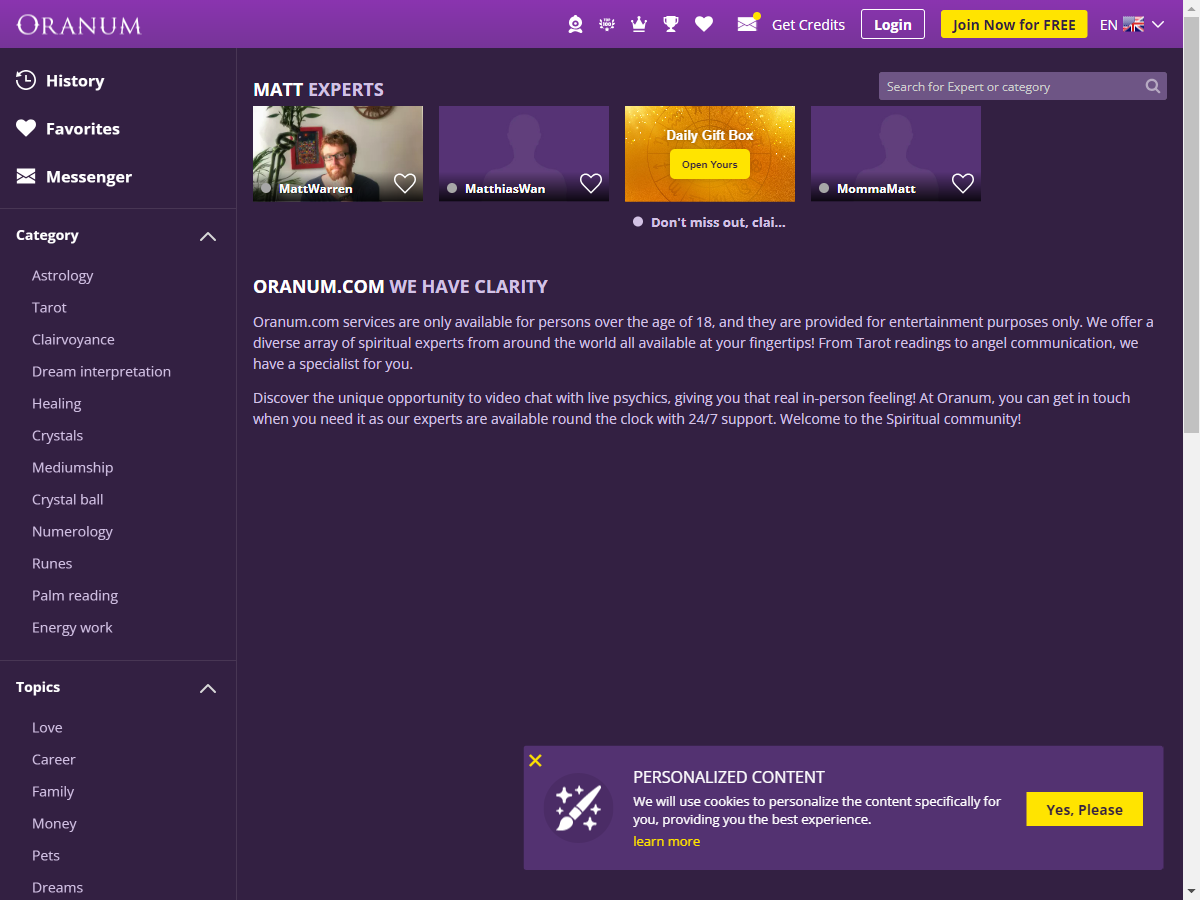 ORANUM
Get Credits
Login
Join Now for FREE
EN
History
Favorites
Messenger
Category
Astrology
Tarot
Clairvoyance
Dream interpretation
Healing
Crystals
Mediumship
Crystal ball
Numerology
Runes
Palm reading
Energy work
Topics
Love
Career
Family
Money
Pets
Dreams
MATT EXPERTS
Search for Expert or category
MattWarren
MatthiasWan
Daily Gift Box
Open Yours
Don't miss out, clai...
MommaMatt
ORANUM.COM WE HAVE CLARITY
Oranum.com services are only available for persons over the age of 18, and they are provided for entertainment purposes only. We offer a
diverse array of spiritual experts from around the world all available at your fingertips! From Tarot readings to angel communication, we
have a specialist for you.
Discover the unique opportunity to video chat with live psychics, giving you that real in-person feeling! At Oranum, you can get in touch
when you need it as our experts are available round the clock with 24/7 support. Welcome to the Spiritual community!
PERSONALIZED CONTENT
We will use cookies to personalize the content specifically for
you, providing you the best experience.
learn more
Yes, Please